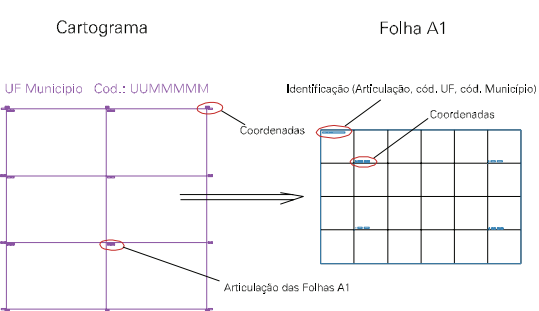 Cartograma
Folha A1
UF Municipio Cod.: UUMMMMM
Identificação (Articulação, cód. UF, cód. Município)
Coordenadas
Coordenadas
Articulação das Folhas A1